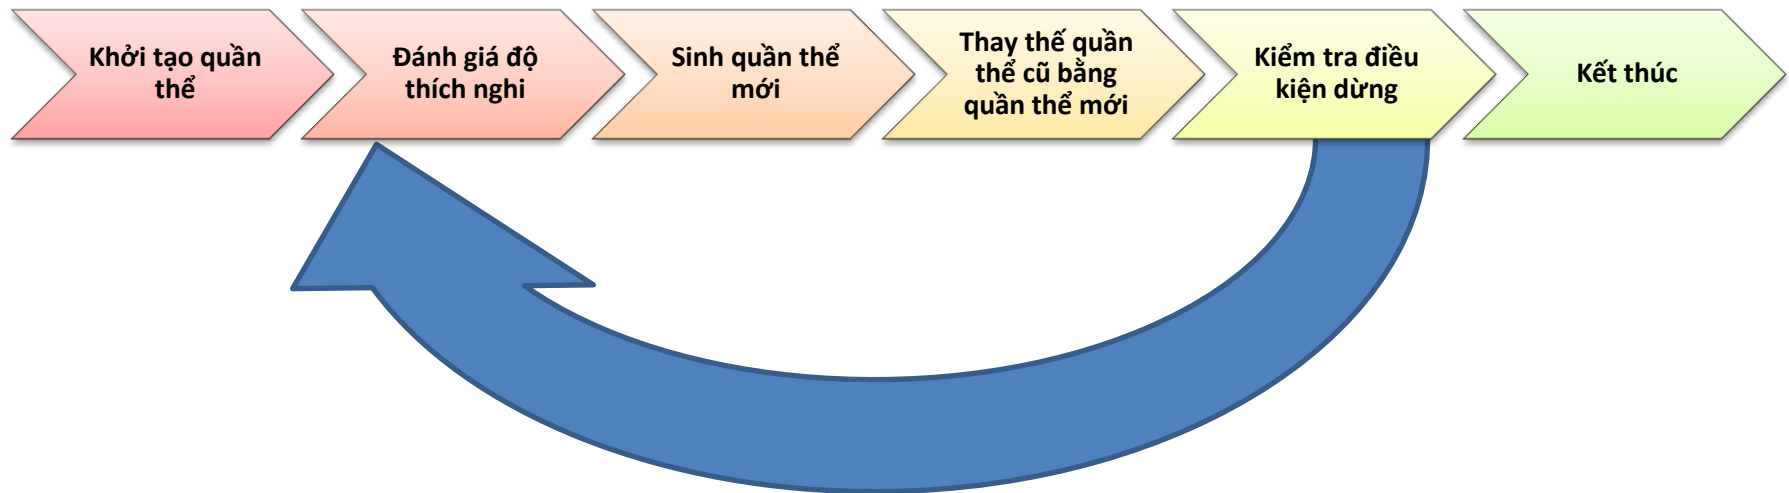 Khởi tạo quần
thể
Đánh giá độ
thích nghi
Sinh quần thể
mới
Thay thế quần
thể cũ bằng
quần thể mới
Kiểm tra điều
kiện dừng
Kết thúc